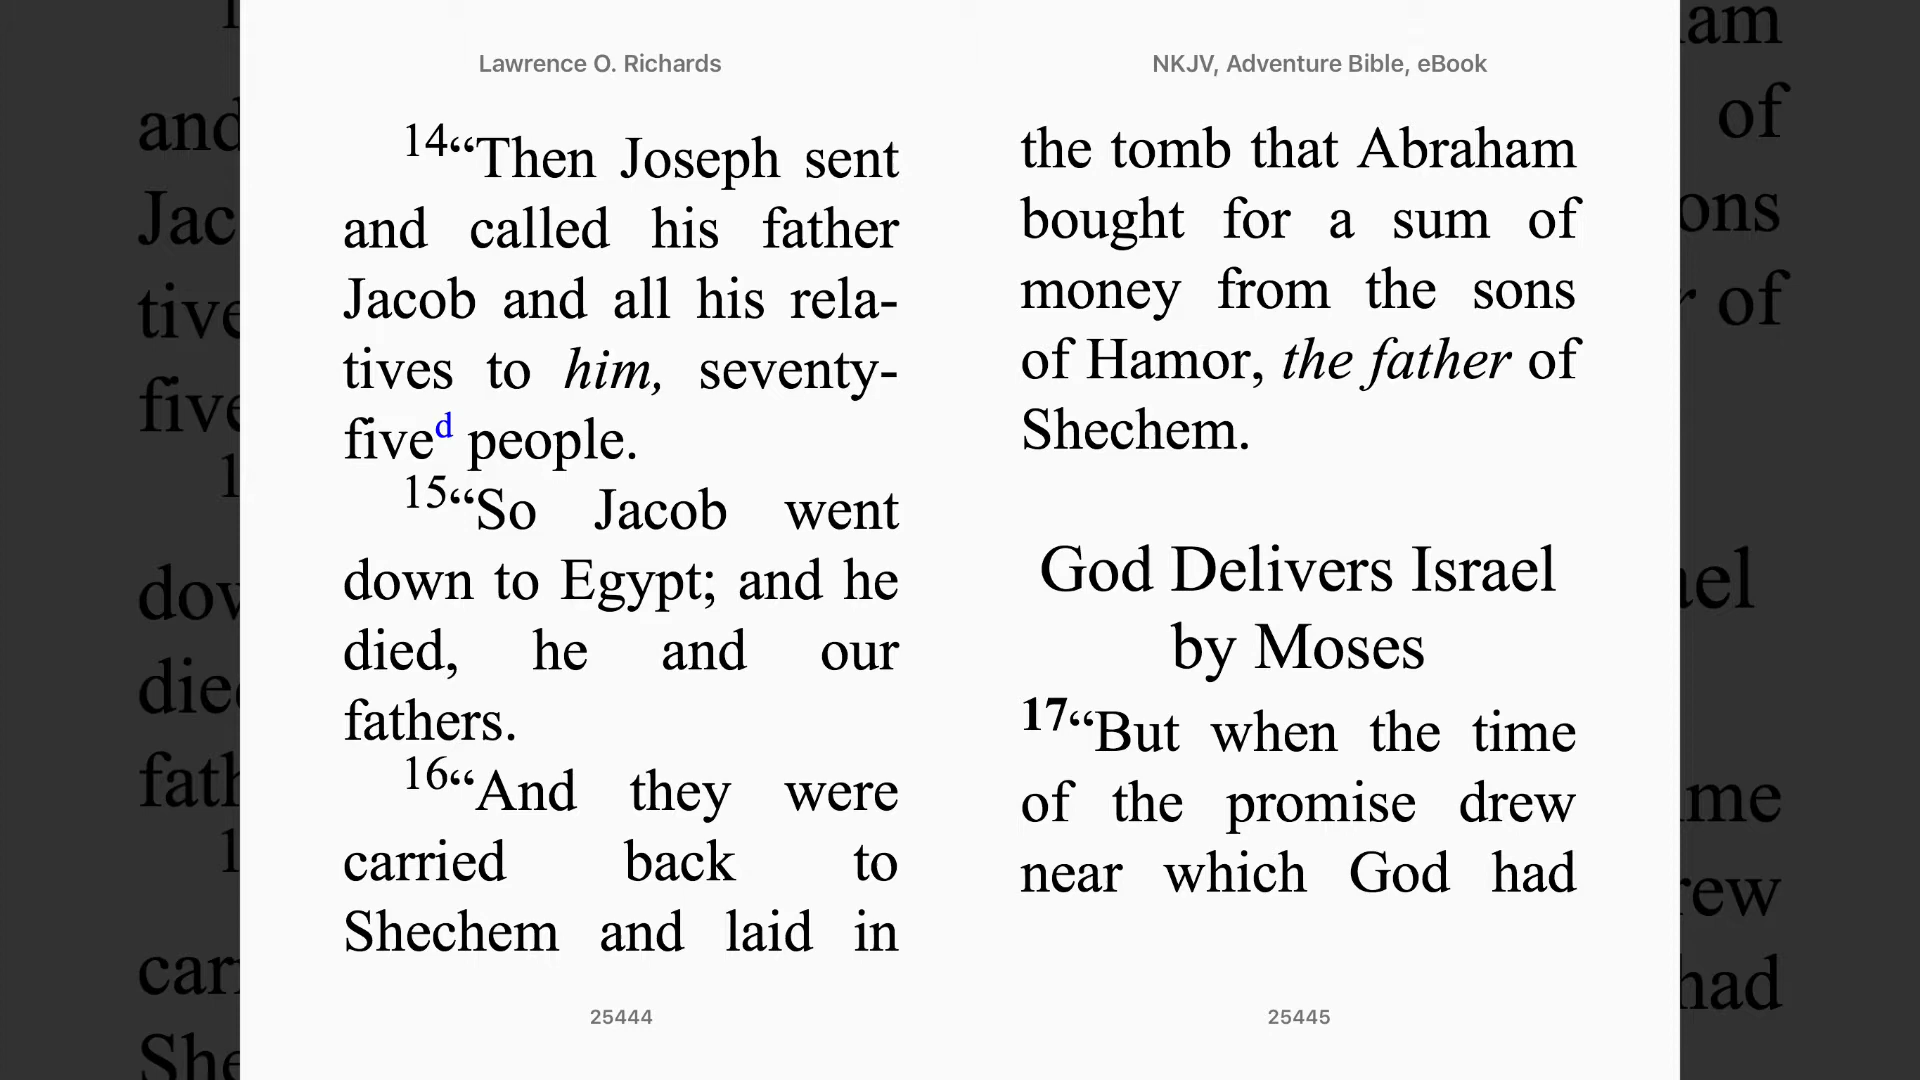 Lawrence O. Richards
14“Then Joseph sent
and called his father
Jacob and all his rela-
tives to him, seventy-
fived people.
15“So Jacob went
down to Egypt; and he
died, he and our
fathers.
16“And they were
carried back to
Shechem and laid in
25444
NKJV, Adventure Bible, eBook
the tomb that Abraham
bought for a sum of
money from the sons
of Hamor, the father of
Shechem.
God Delivers Israel
by Moses
17“But when the time
of the promise drew
near which God had
25445